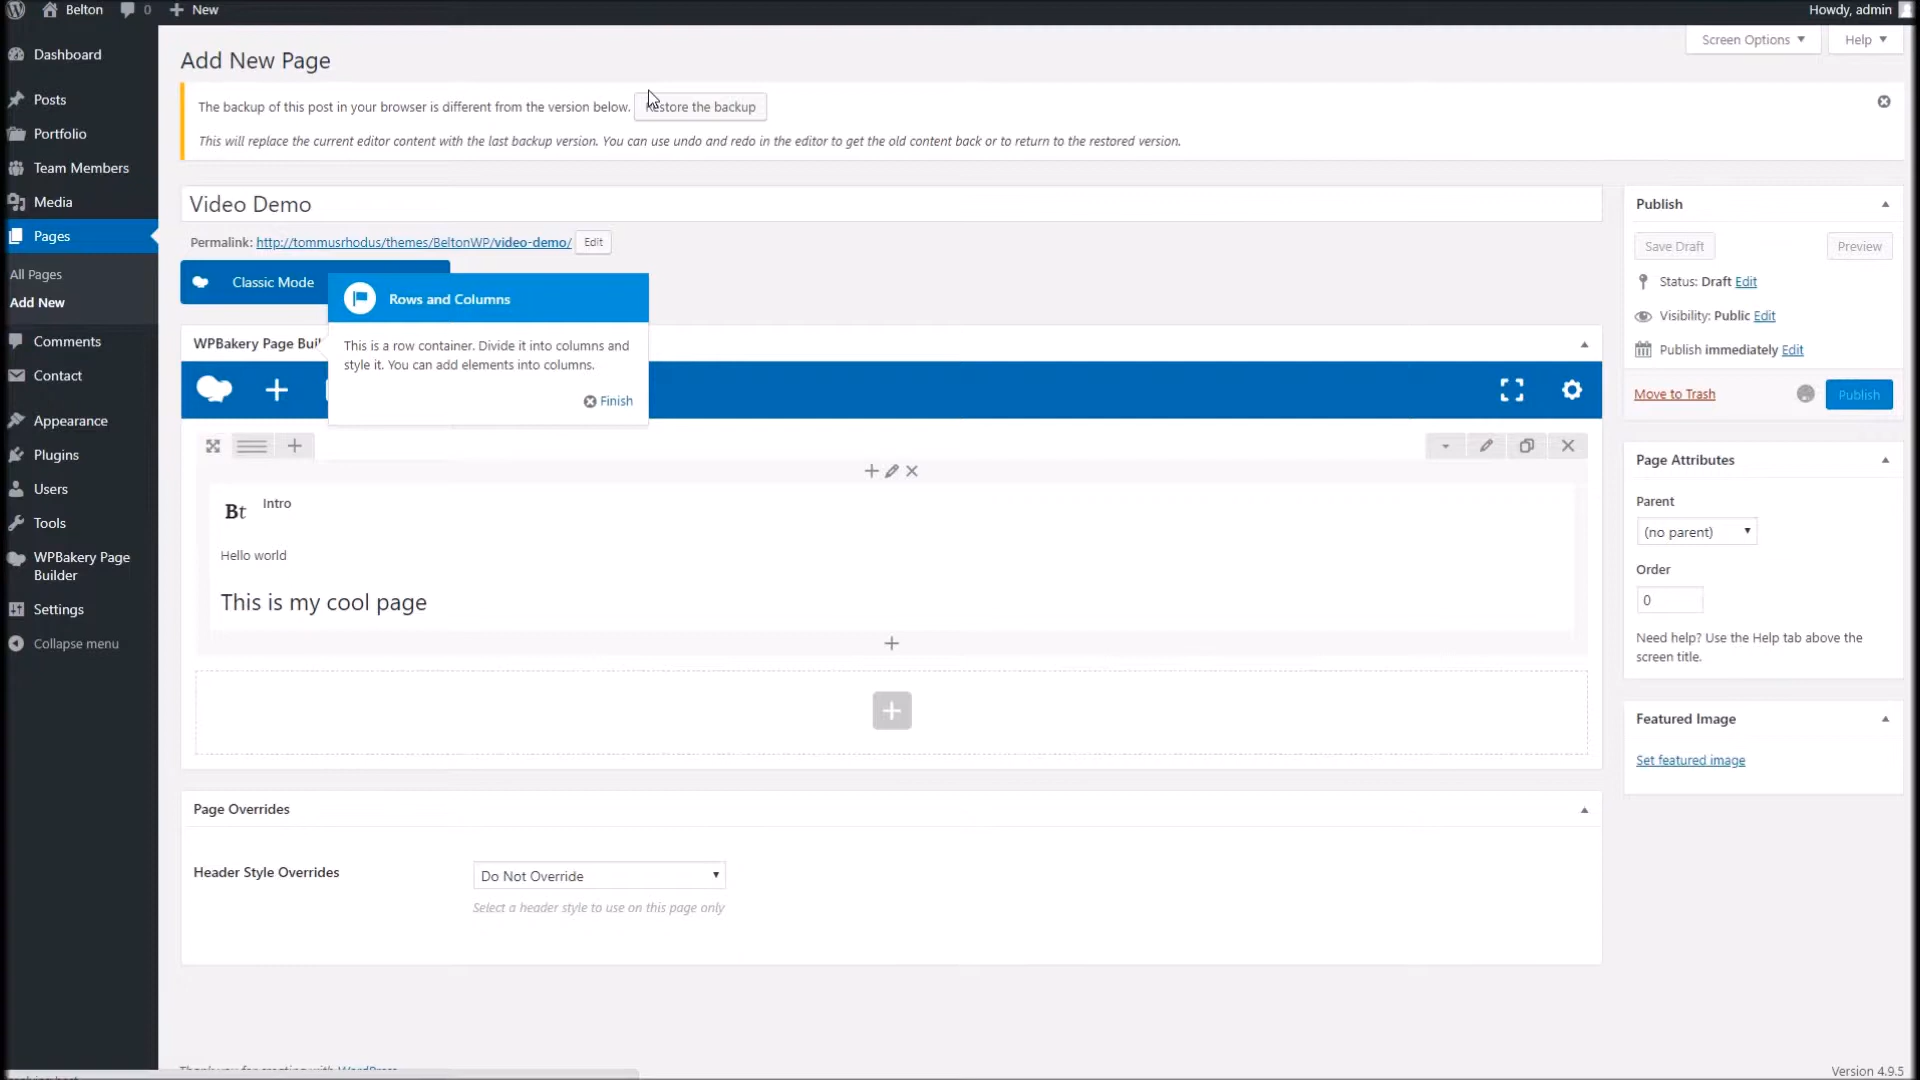 Belton
0
New
Howdy, admin
Dashboard
Posts
Portfolio
Team Members
Media
Pages
All Pages
Add New
Comments
Contact
Appearance
Plugins
Users
Tools
WPBakery Page
Builder
Settings
Collapse menu
Screen Options
Help
Add New Page
The backup of this post in your browser is different from the version below.
Restore the backup
This will replace the current editor content with the last backup version. You can use undo and redo in the editor to get the old content back or to return to the restored version.
Video Demo
Permalink: http://tommusrhodus/themes/BeltonWP/video-demo/
Edit
Classic Mode
Rows and Columns
This is a row container. Divide it into columns and
style it. You can add elements into columns.
Finish
WPBakery Page Buil
Bt
Intro
Hello world
This is my cool page
Page Overrides
Header Style Overrides
Do Not Override
Select a header style to use on this page only
Publish
Save Draft
Preview
Status: Draft Edit
Visibility: Public Edit
Publish immediately Edit
Move to Trash
Publish
Page Attributes
Parent
(no parent)
Order
0
Need help? Use the Help tab above the
screen title.
Featured Image
Set featured image
Thank you for creating with WordPress
Version 4.9.5